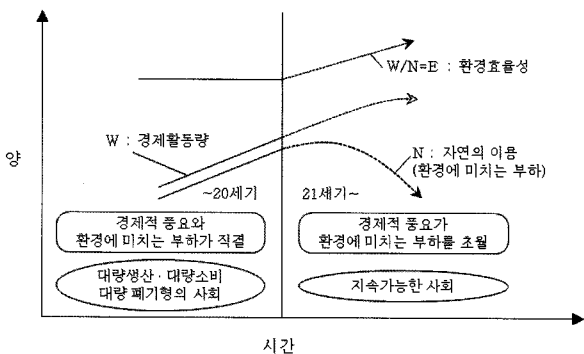 W/N=E : 환경효율성
W : 경제활동량
양
N : 자연의 이용
(환경에 미치는 부하)
~20세기
21세기~
경제적 풍요와
환경에 미치는 부하가 직결
경제적 풍요가
환경에 미치는 부하를 초월
대량생산 · 대량소비
대량 폐기형의 사회
지속가능한 사회
시간